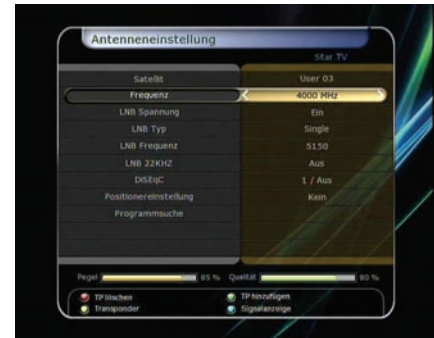 Antenneneinstellung
Star TV
Satellit User 03
Frequenz 4000 MHz
LNB Spannung Ein
LNB Typ Single
LNB Frequenz 5150
LNB 22KHZ Aus
DiSEqC 1 / Aus
Positionereinstellung Kein
Programmsuche
Pegel 85 % Qualität 80 %
TP löschen TP hinzufügen
Transponder Signalanzeige